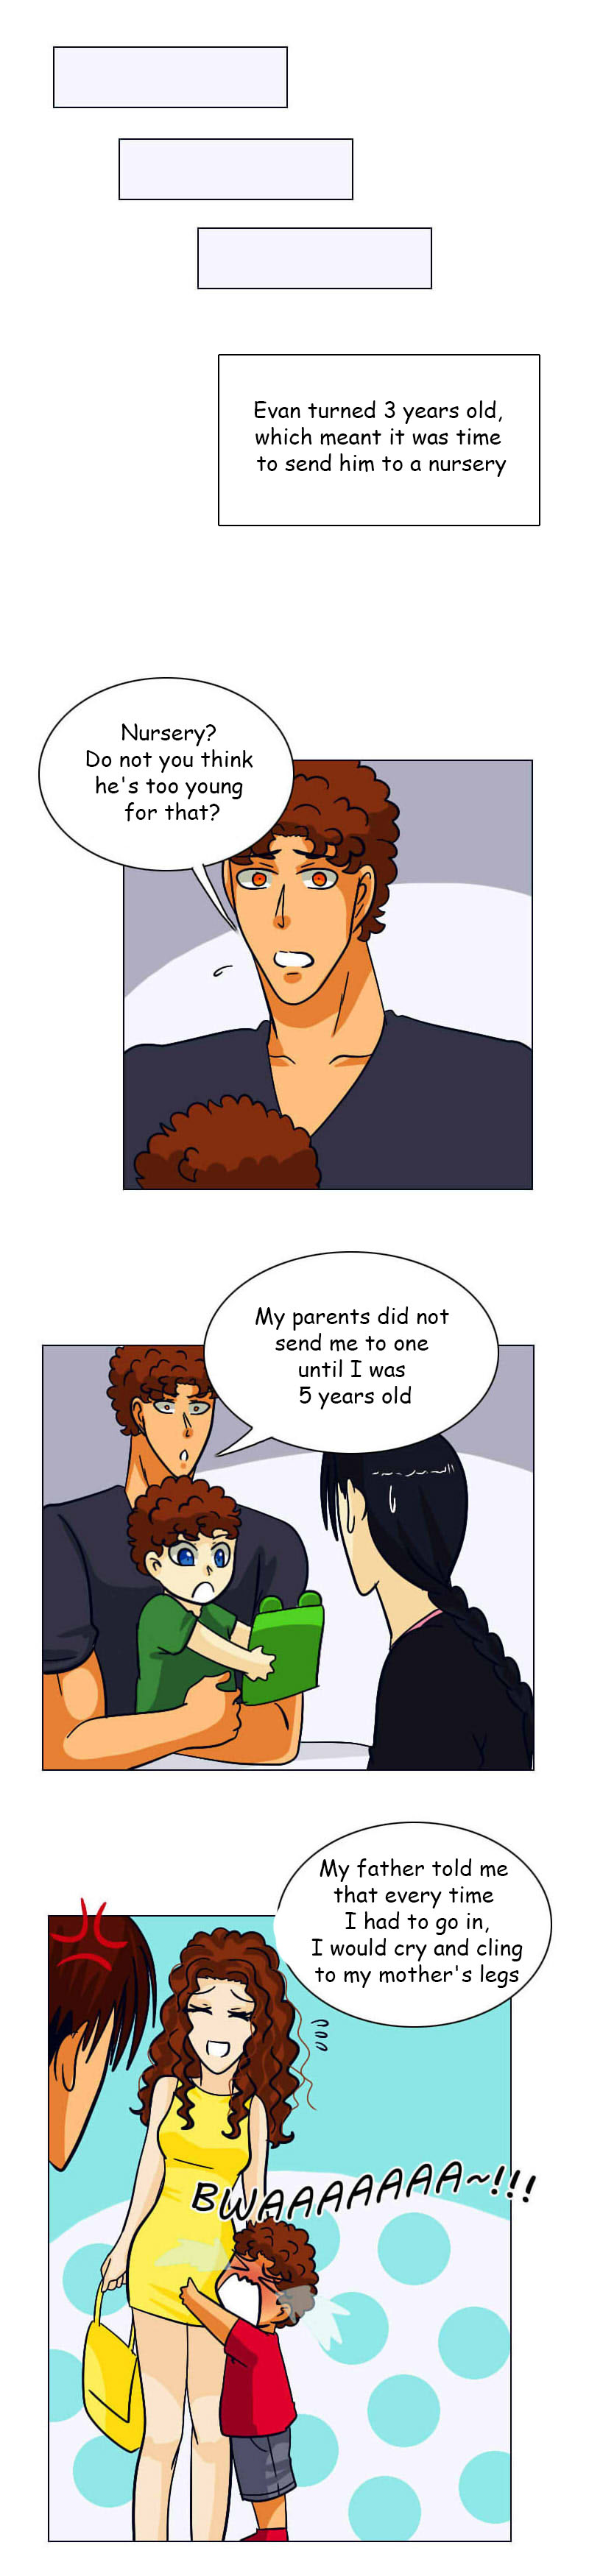 Evan turned 3 years old,
which meant it was time
to send him to a nursery
Nursery?
Do not you think
he's too young
for that?
My parents did not
send me to one
until I was
5 years old
My father told me
that every time
I had to go in,
I would cry and cling
to my mother's legs
BWAAAAAAAA~!!!